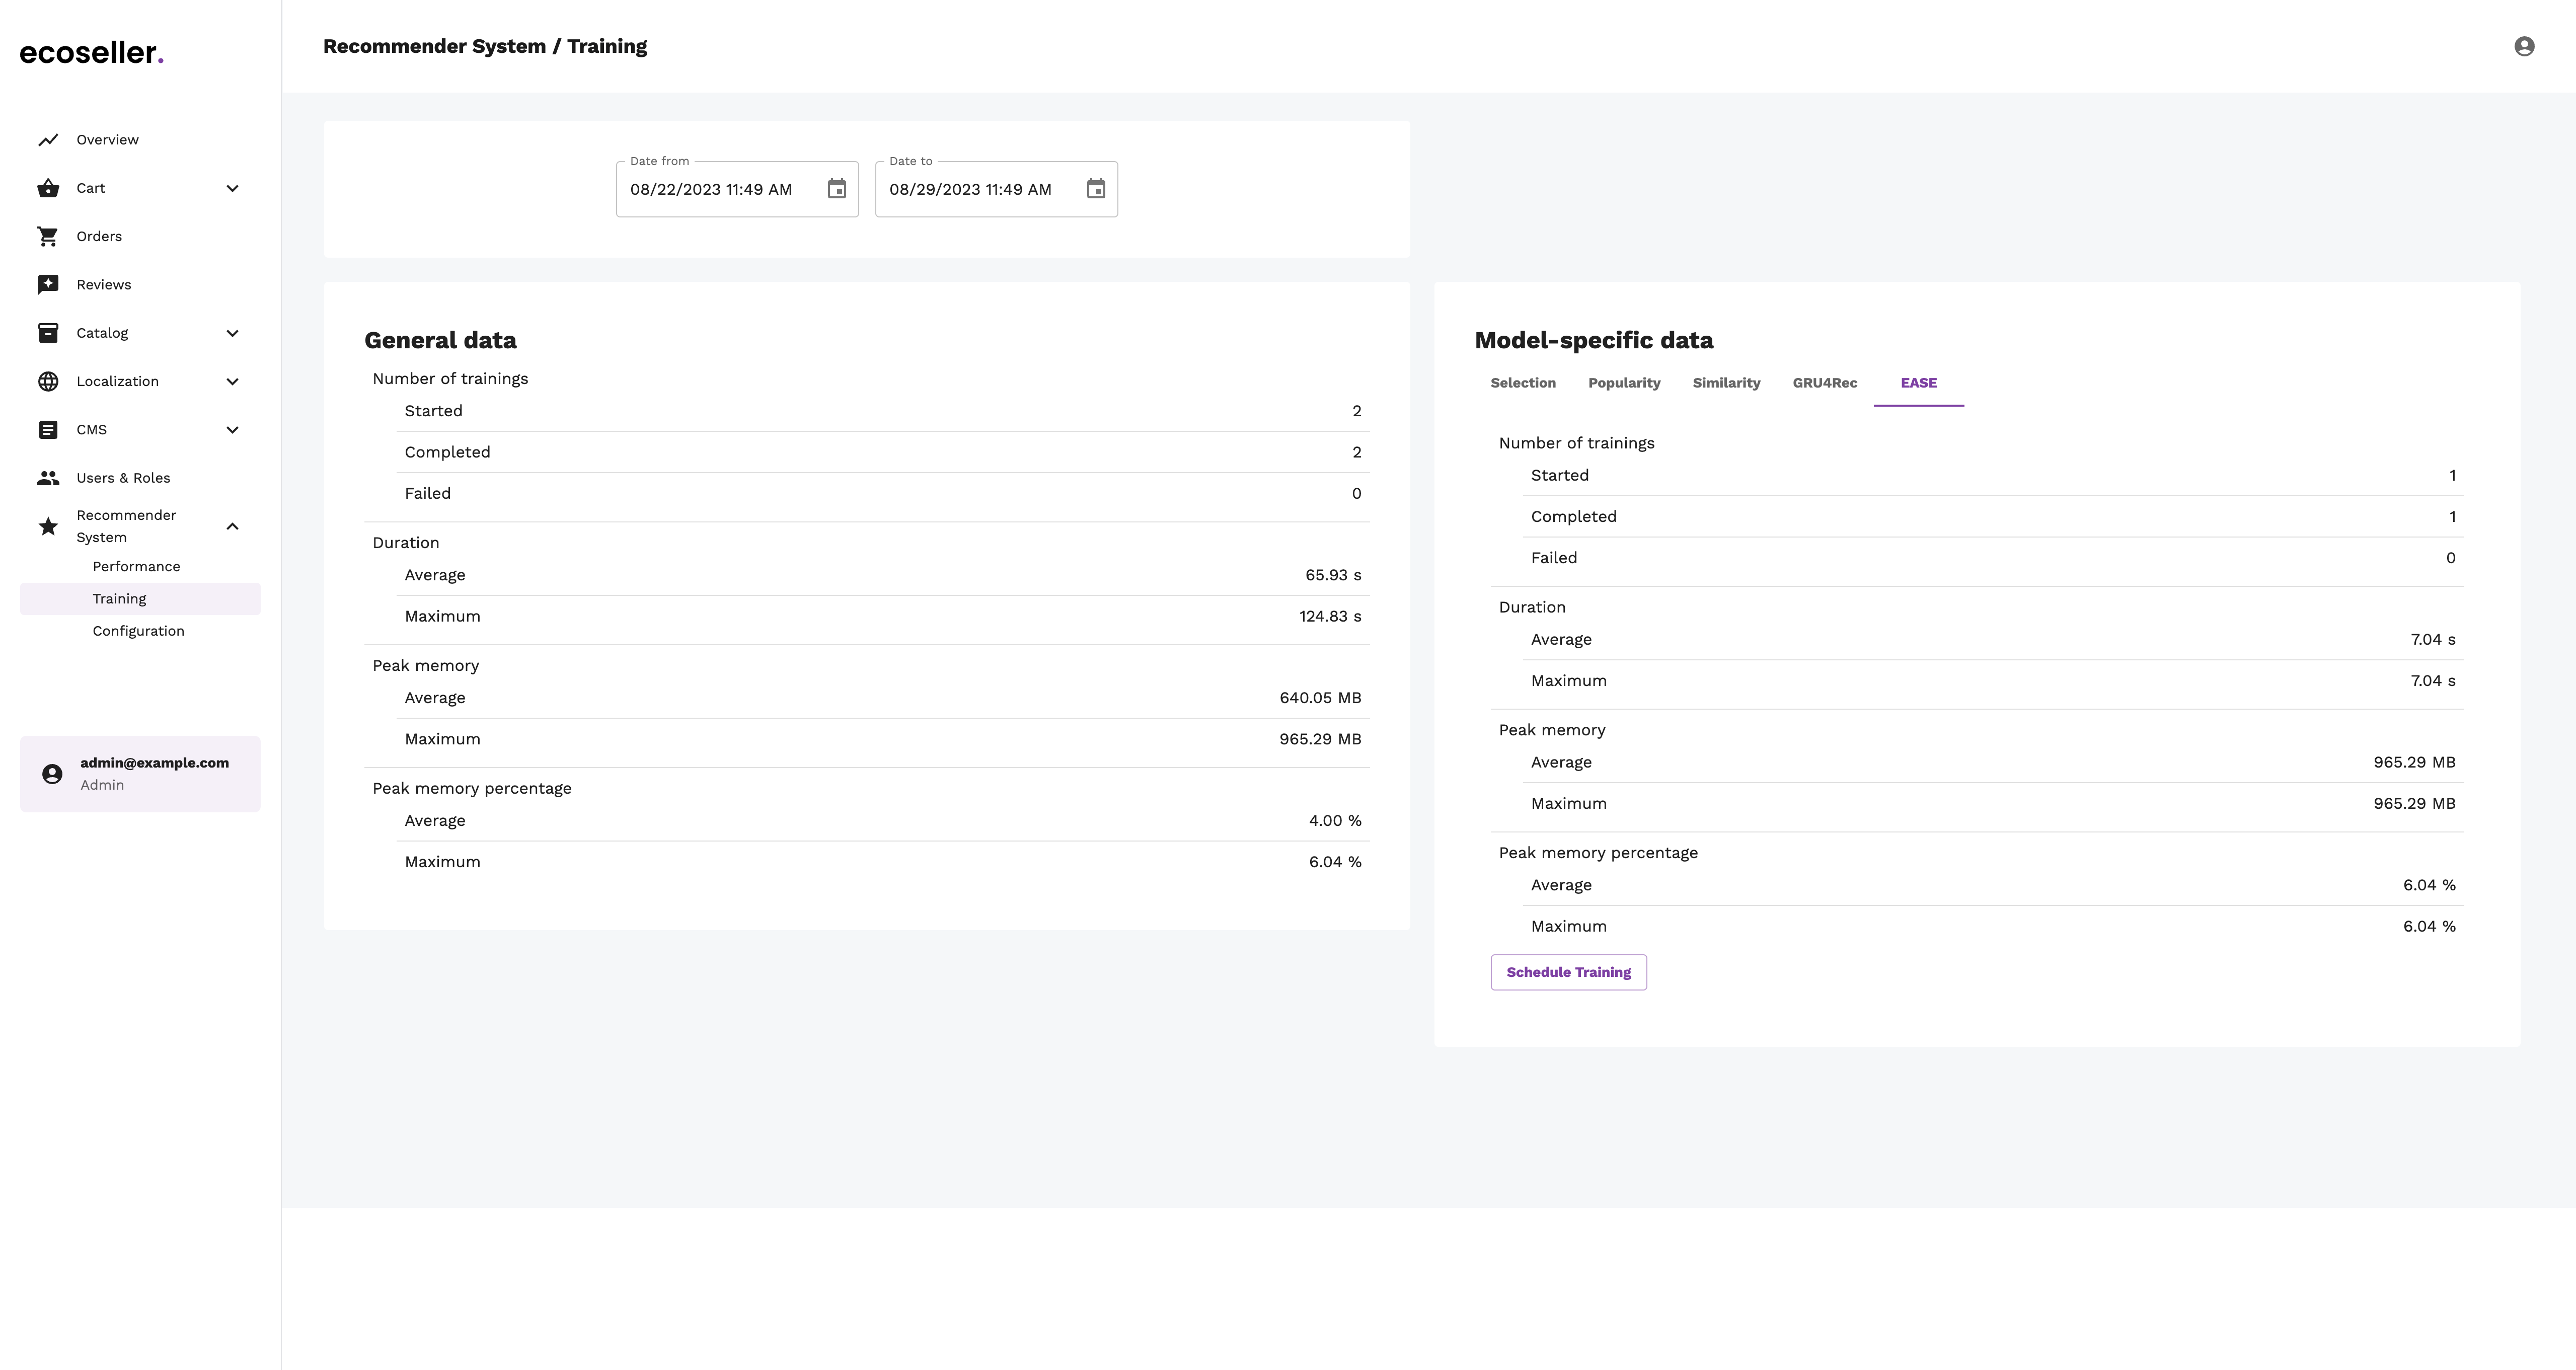 ecoseller.
Overview
Cart
Orders
Reviews
Catalog
Localization
CMS
Users & Roles
Recommender
System
Performance
Training
Configuration
admin@example.com
Admin
Recommender System / Training
Date from
08/22/2023 11:49 AM
Date to
08/29/2023 11:49 AM
General data
Number of trainings
Started 2
Completed 2
Failed 0
Duration
Average 65.93 s
Maximum 124.83 s
Peak memory
Average 640.05 MB
Maximum 965.29 MB
Peak memory percentage
Average 4.00 %
Maximum 6.04 %
Model-specific data
Selection Popularity Similarity GRU4Rec EASE
Number of trainings
Started 1
Completed 1
Failed 0
Duration
Average 7.04 s
Maximum 7.04 s
Peak memory
Average 965.29 MB
Maximum 965.29 MB
Peak memory percentage
Average 6.04 %
Maximum 6.04 %
Schedule Training